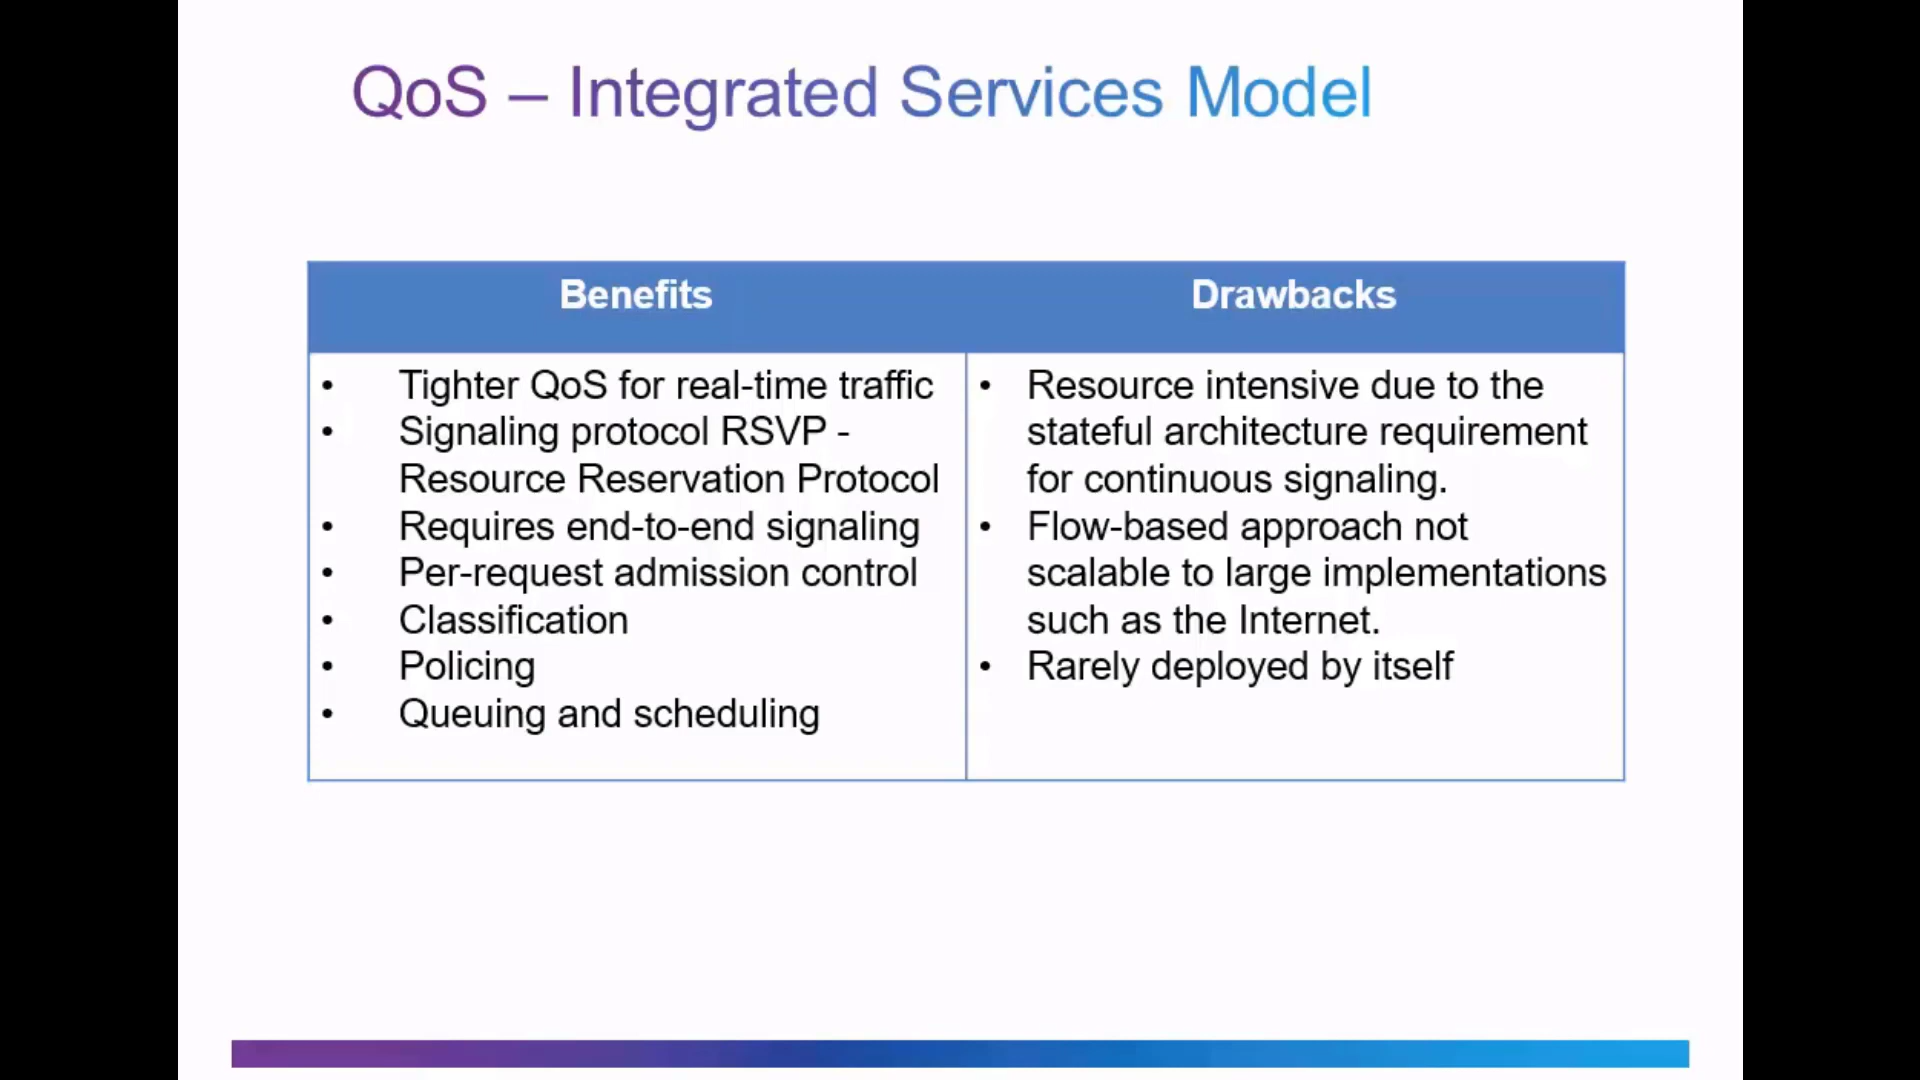 QoS – Integrated Services Model
Benefits
Drawbacks
• Tighter QoS for real-time traffic
• Signaling protocol RSVP -
Resource Reservation Protocol
• Requires end-to-end signaling
• Per-request admission control
• Classification
• Policing
• Queuing and scheduling
• Resource intensive due to the
stateful architecture requirement
for continuous signaling.
• Flow-based approach not
scalable to large implementations
such as the Internet.
• Rarely deployed by itself